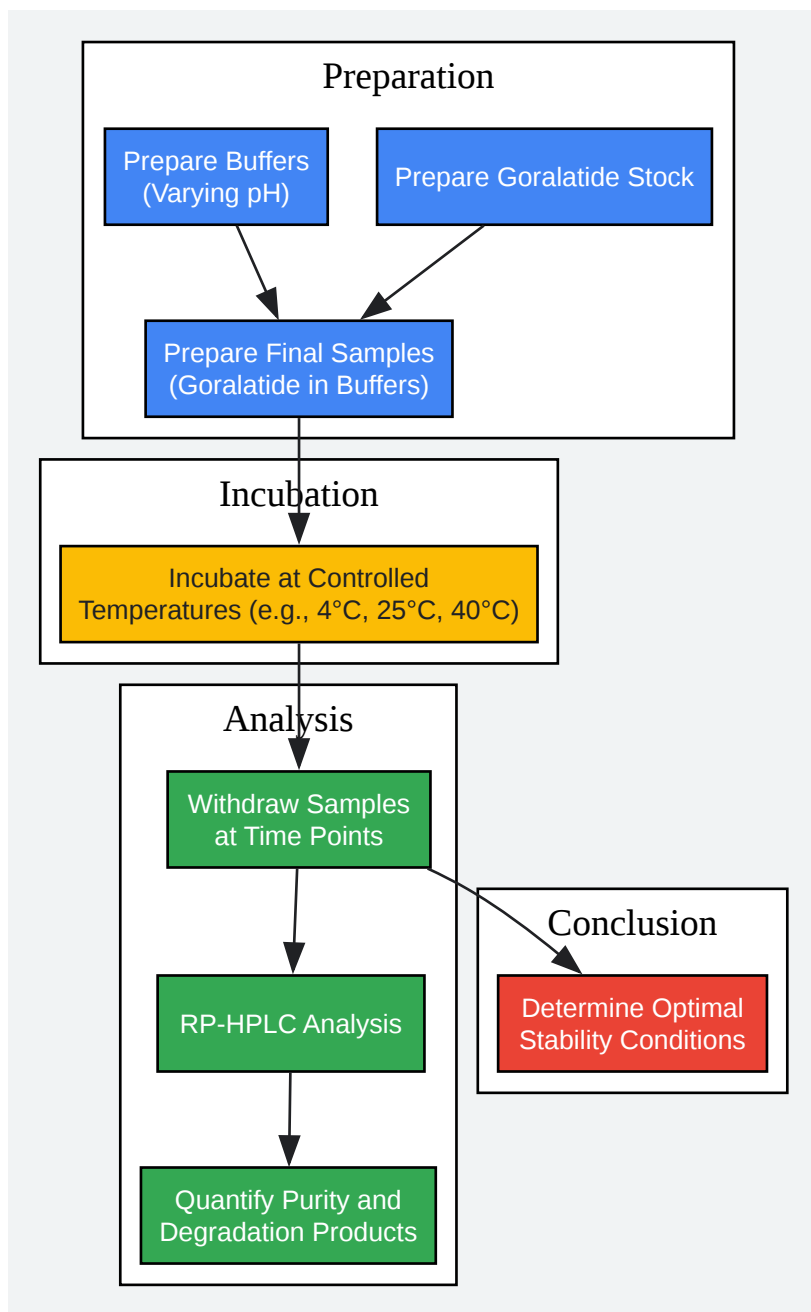 Preparation
Prepare Buffers
(Varying pH)
Prepare Goralatide Stock
Prepare Final Samples
(Goralatide in Buffers)
Incubation
Incubate at Controlled
Temperatures (e.g., 4°C, 25°C, 40°C)
Analysis
Withdraw Samples
at Time Points
RP-HPLC Analysis
Quantify Purity and
Degradation Products
Conclusion
Determine Optimal
Stability Conditions